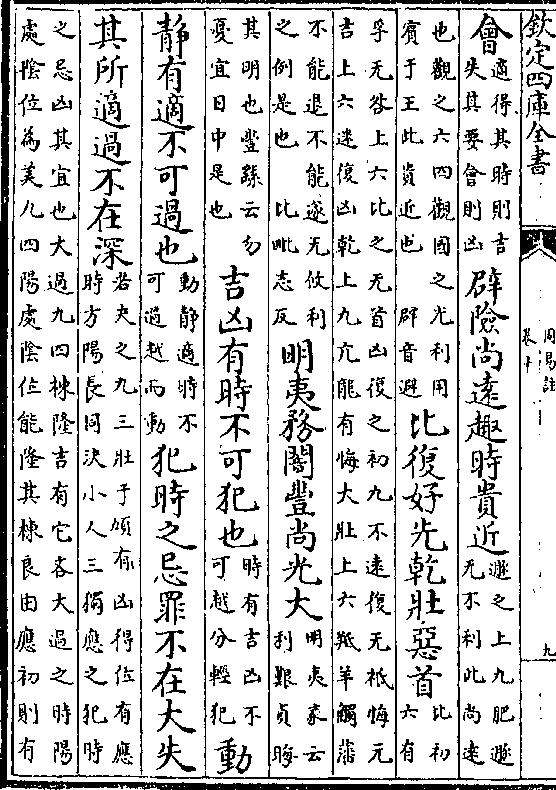 欽定四庫全書
周易註
卷十
九
會
適得其時則吉
失其要會則凶
辟險尚遠趣時貴近
遯之上九肥遯
无不利此尚遠
也觀之六四觀國之光利用
賓于王此貴近也 辟音避
比復好先乾壯惡首
比初
六有
孚无咎上六比之无首凶復之初九不遠復无祗悔元
吉上六迷復凶乾上九亢龍有悔大壯上六羝羊觸藩
不能退不能遂无攸利
之例是也 比毗志反
明夷務闇豐尚光大
明夷彖云
利艱貞晦
其明也豐繇云勿
憂宜日中是也
吉凶有時不可犯也
時有吉凶不
可越分輕犯
動
靜有適不可過也
動靜適時不
可過越而動
犯時之忌罪不在大失
其所適過不在深
若夬之九三壯于頄有凶得位有應
時方陽長同決小人三獨應之犯時
之忌凶其宜也大過九四棟隆吉有它吝大過之時陽
處陰位為美九四陽處陰位能隆其棟良由應初則有